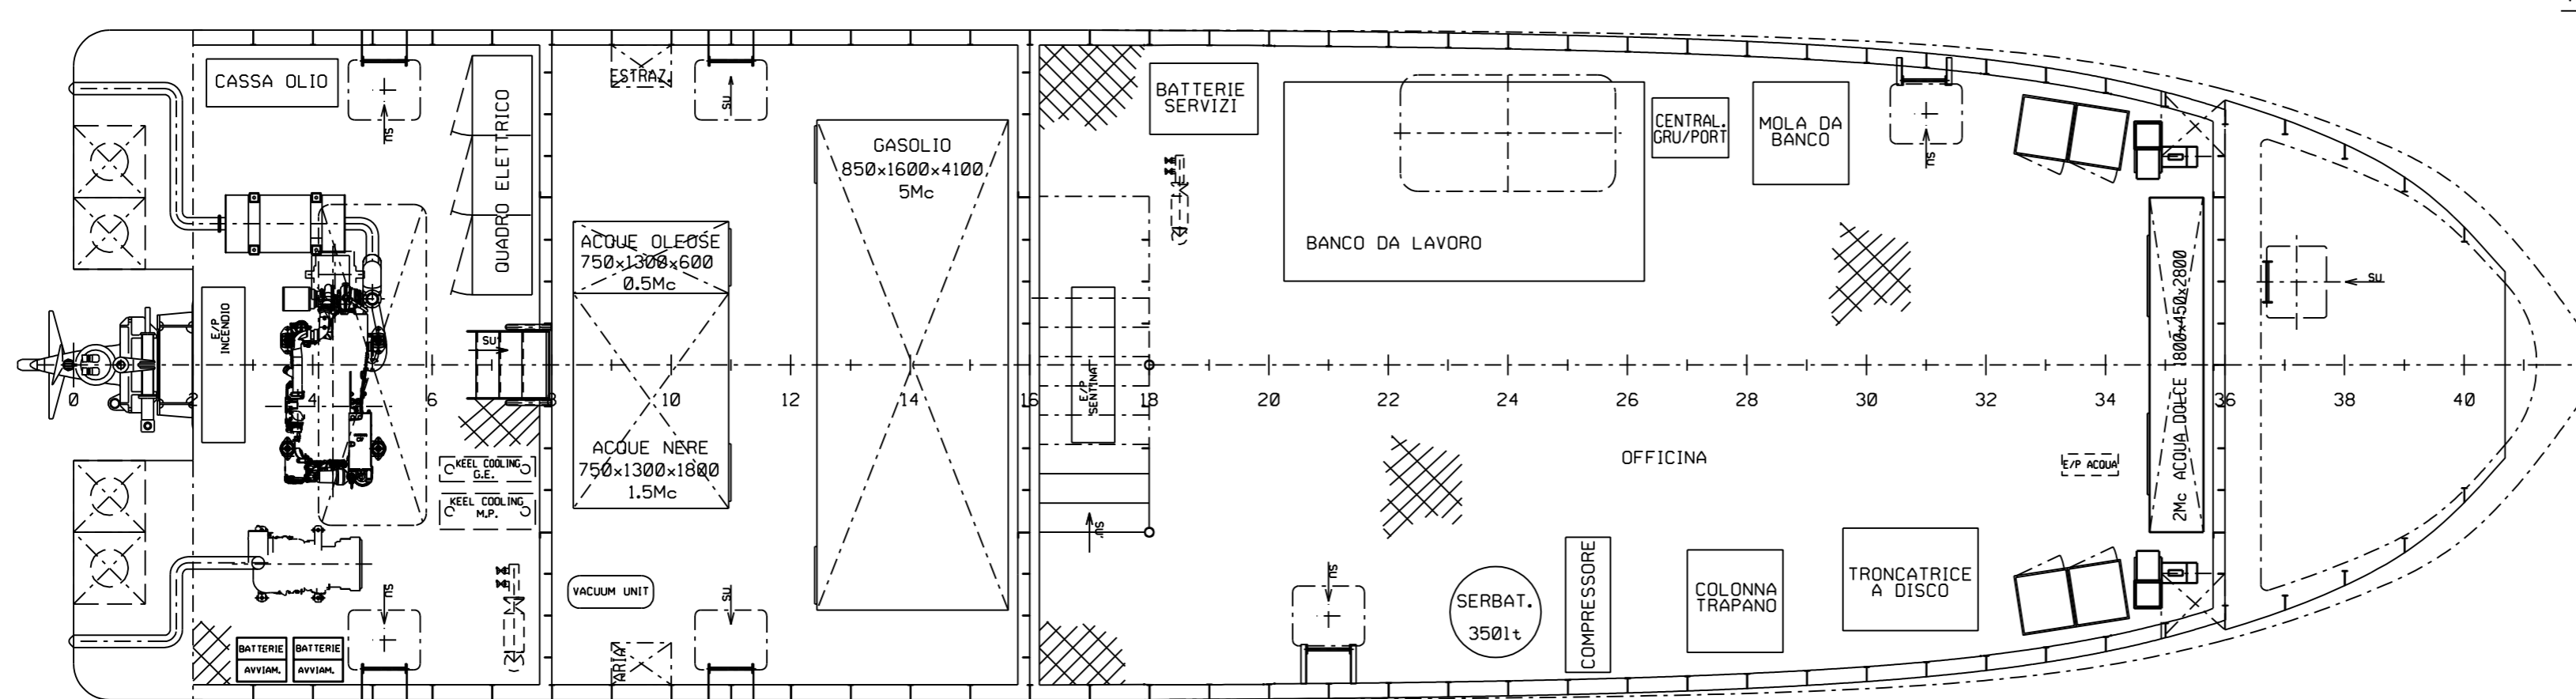 CASSA OLIO
SU
QUADRO ELETTRICO
ESTRAZ.
SU
GASOLIO
850x1600x4100
5Mc
ACQUE OLEOSE
750x1300x600
0.5Mc
ACQUE NERE
750x1300x1800
1.5Mc
E/P
INCENDIO
SU
KEEL COOLING
G.E.
KEEL COOLING
M.P.
VACUUM UNIT
BATTERIE
AVVIAM.
BATTERIE
AVVIAM.
SU
SU
ARIA
BATTERIE
SERVIZI
BANCO DA LAVORO
CENTRAL.
GRU/PORT
MOLA DA
BANCO
SU
E/P
SENTINA
SU
0 2 4 6 8 10 12 14 16 18 20 22 24 26 28 30 32 34 36 38 40
OFFICINA
E/P ACQUA
2Mc ACQUA DOLCE 1800x450x2800
SU
SU
SERBAT.
350lt
COMPRESSORE
COLONNA
TRAPANO
TRONCATRICE
A DISCO